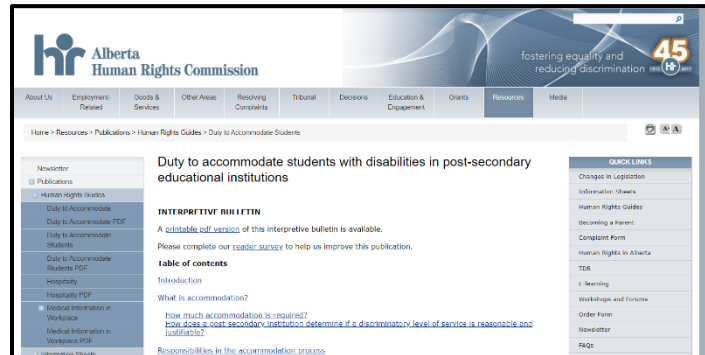 Alberta
Human Rights Commission
fostering equality and
reducing discrimination
45
hr
About Us
Employment-
Related
Goods &
Services
Other Areas
Resolving
Complaints
Tribunal
Decisions
Education &
Engagement
Grants
Resources
Media
Home > Resources > Publications > Human Rights Guides > Duty to Accommodate Students
A A
Newsletter
Publications
Human Rights Guides
Duty to Accommodate
Duty to Accommodate PDF
Duty to Accommodate
Students
Duty to Accommodate
Students PDF
Hospitality
Hospitality PDF
Medical Information in
Workplace
Medical Information in
Workplace PDF
Information Sheets
Duty to accommodate students with disabilities in post-secondary
educational institutions
INTERPRETIVE BULLETIN
A printable pdf version of this interpretive bulletin is available.
Please complete our reader survey to help us improve this publication.
Table of contents
Introduction
What is accommodation?
How much accommodation is required?
How does a post secondary institution determine if a discriminatory level of service is reasonable and
justifiable?
Responsibilities in the accommodation process
QUICK LINKS
Changes in Legislation
Information Sheets
Human Rights Guides
Becoming a Parent
Complaint Form
Human Rights in Alberta
TDR
L-learning
Workshops and Forums
Order Form
Newsletter
FAQs